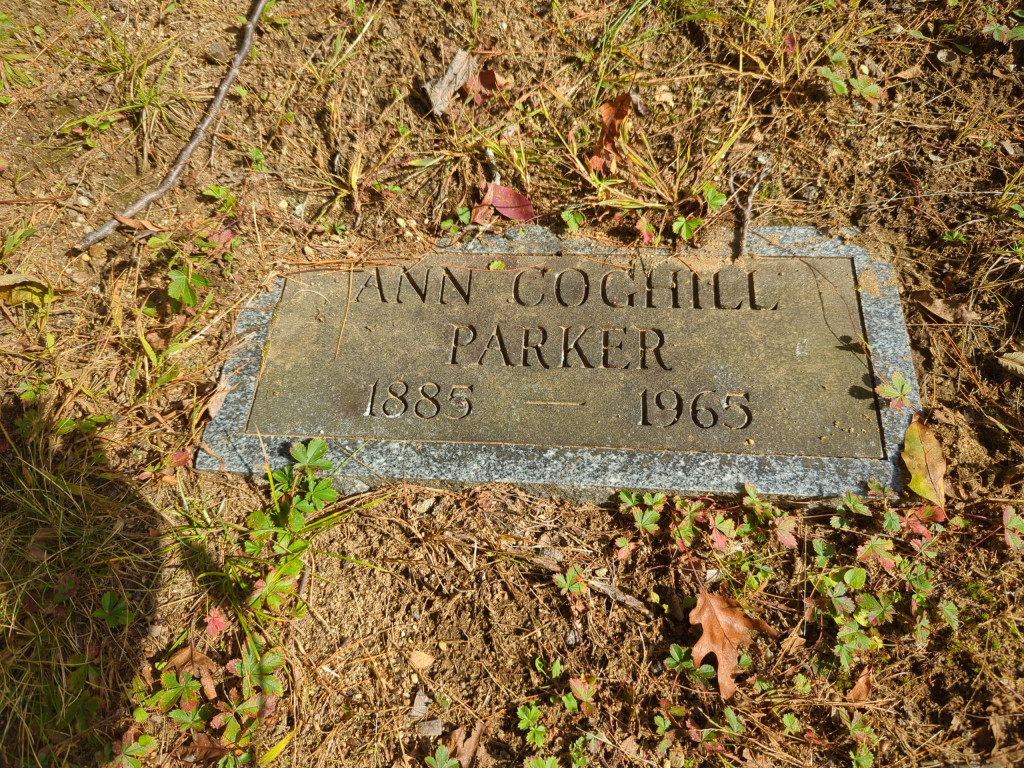 ANN COGHILL
PARKER
1885 — 1965